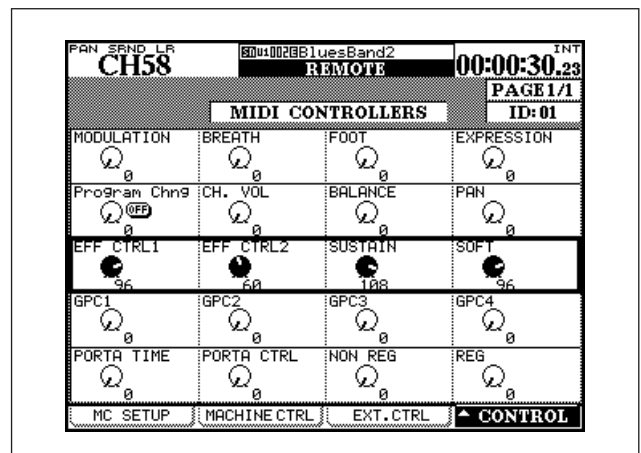 PAN SRND LR
CH58
BluesBand2
REMOTE
INT
00:00:30.23
PAGE 1/1
MIDI CONTROLLERS
ID: 01
MODULATION BREATH FOOT EXPRESSION
0 0 0 0
Program Chng CH. VOL BALANCE PAN
OFF
0 0 0 0
EFF CTRL1 EFF CTRL2 SUSTAIN SOFT
96 60 108 96
GPC1 GPC2 GPC3 GPC4
0 0 0 0
PORTA TIME PORTA CTRL NON REG REG
0 0 0 0
MC SETUP MACHINE CTRL EXT.CTRL CONTROL